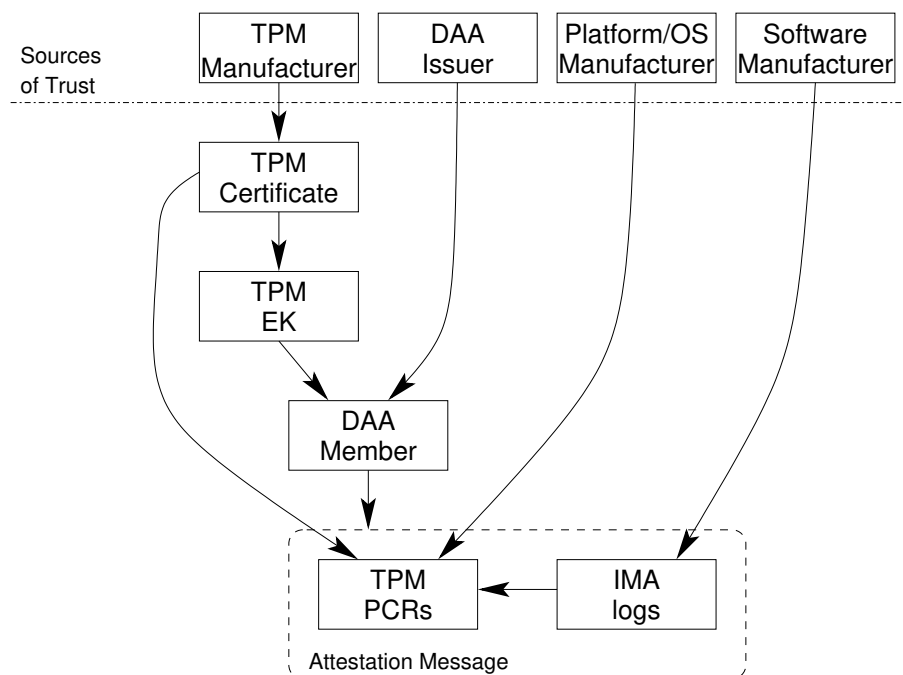 Sources
of Trust
TPM
Manufacturer
DAA
Issuer
Platform/OS
Manufacturer
Software
Manufacturer
TPM
Certificate
TPM
EK
DAA
Member
TPM
PCRs
IMA
logs
Attestation Message